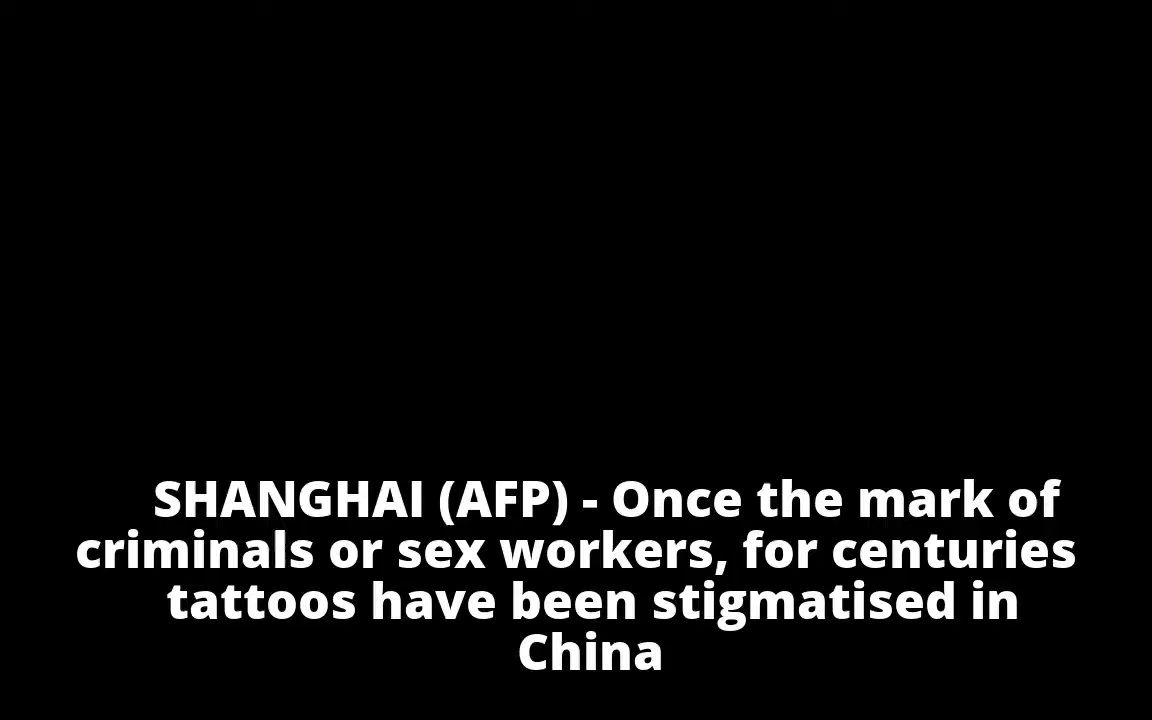 SHANGHAI (AFP) - Once the mark of
criminals or sex workers, for centuries
tattoos have been stigmatised in
China